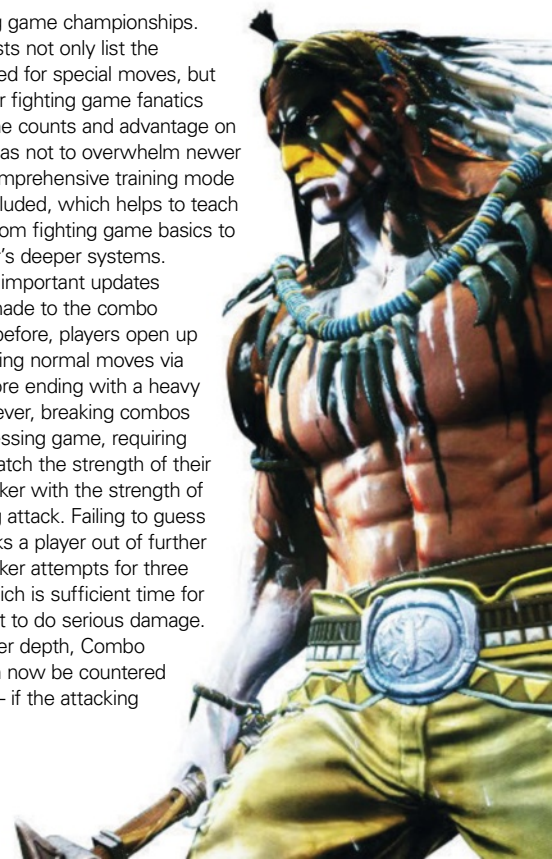 g game championships.
sts not only list the
ed for special moves, but
r fighting game fanatics
ne counts and advantage on
as not to overwhelm newer
mprehensive training mode
luded, which helps to teach
om fighting game basics to
's deeper systems.
important updates
nade to the combo
before, players open up
ing normal moves via
ore ending with a heavy
ever, breaking combos
essing game, requiring
atch the strength of their
ker with the strength of
g attack. Failing to guess
ks a player out of further
ker attempts for three
ich is sufficient time for
t to do serious damage.
er depth, Combo
n now be countered
– if the attacking